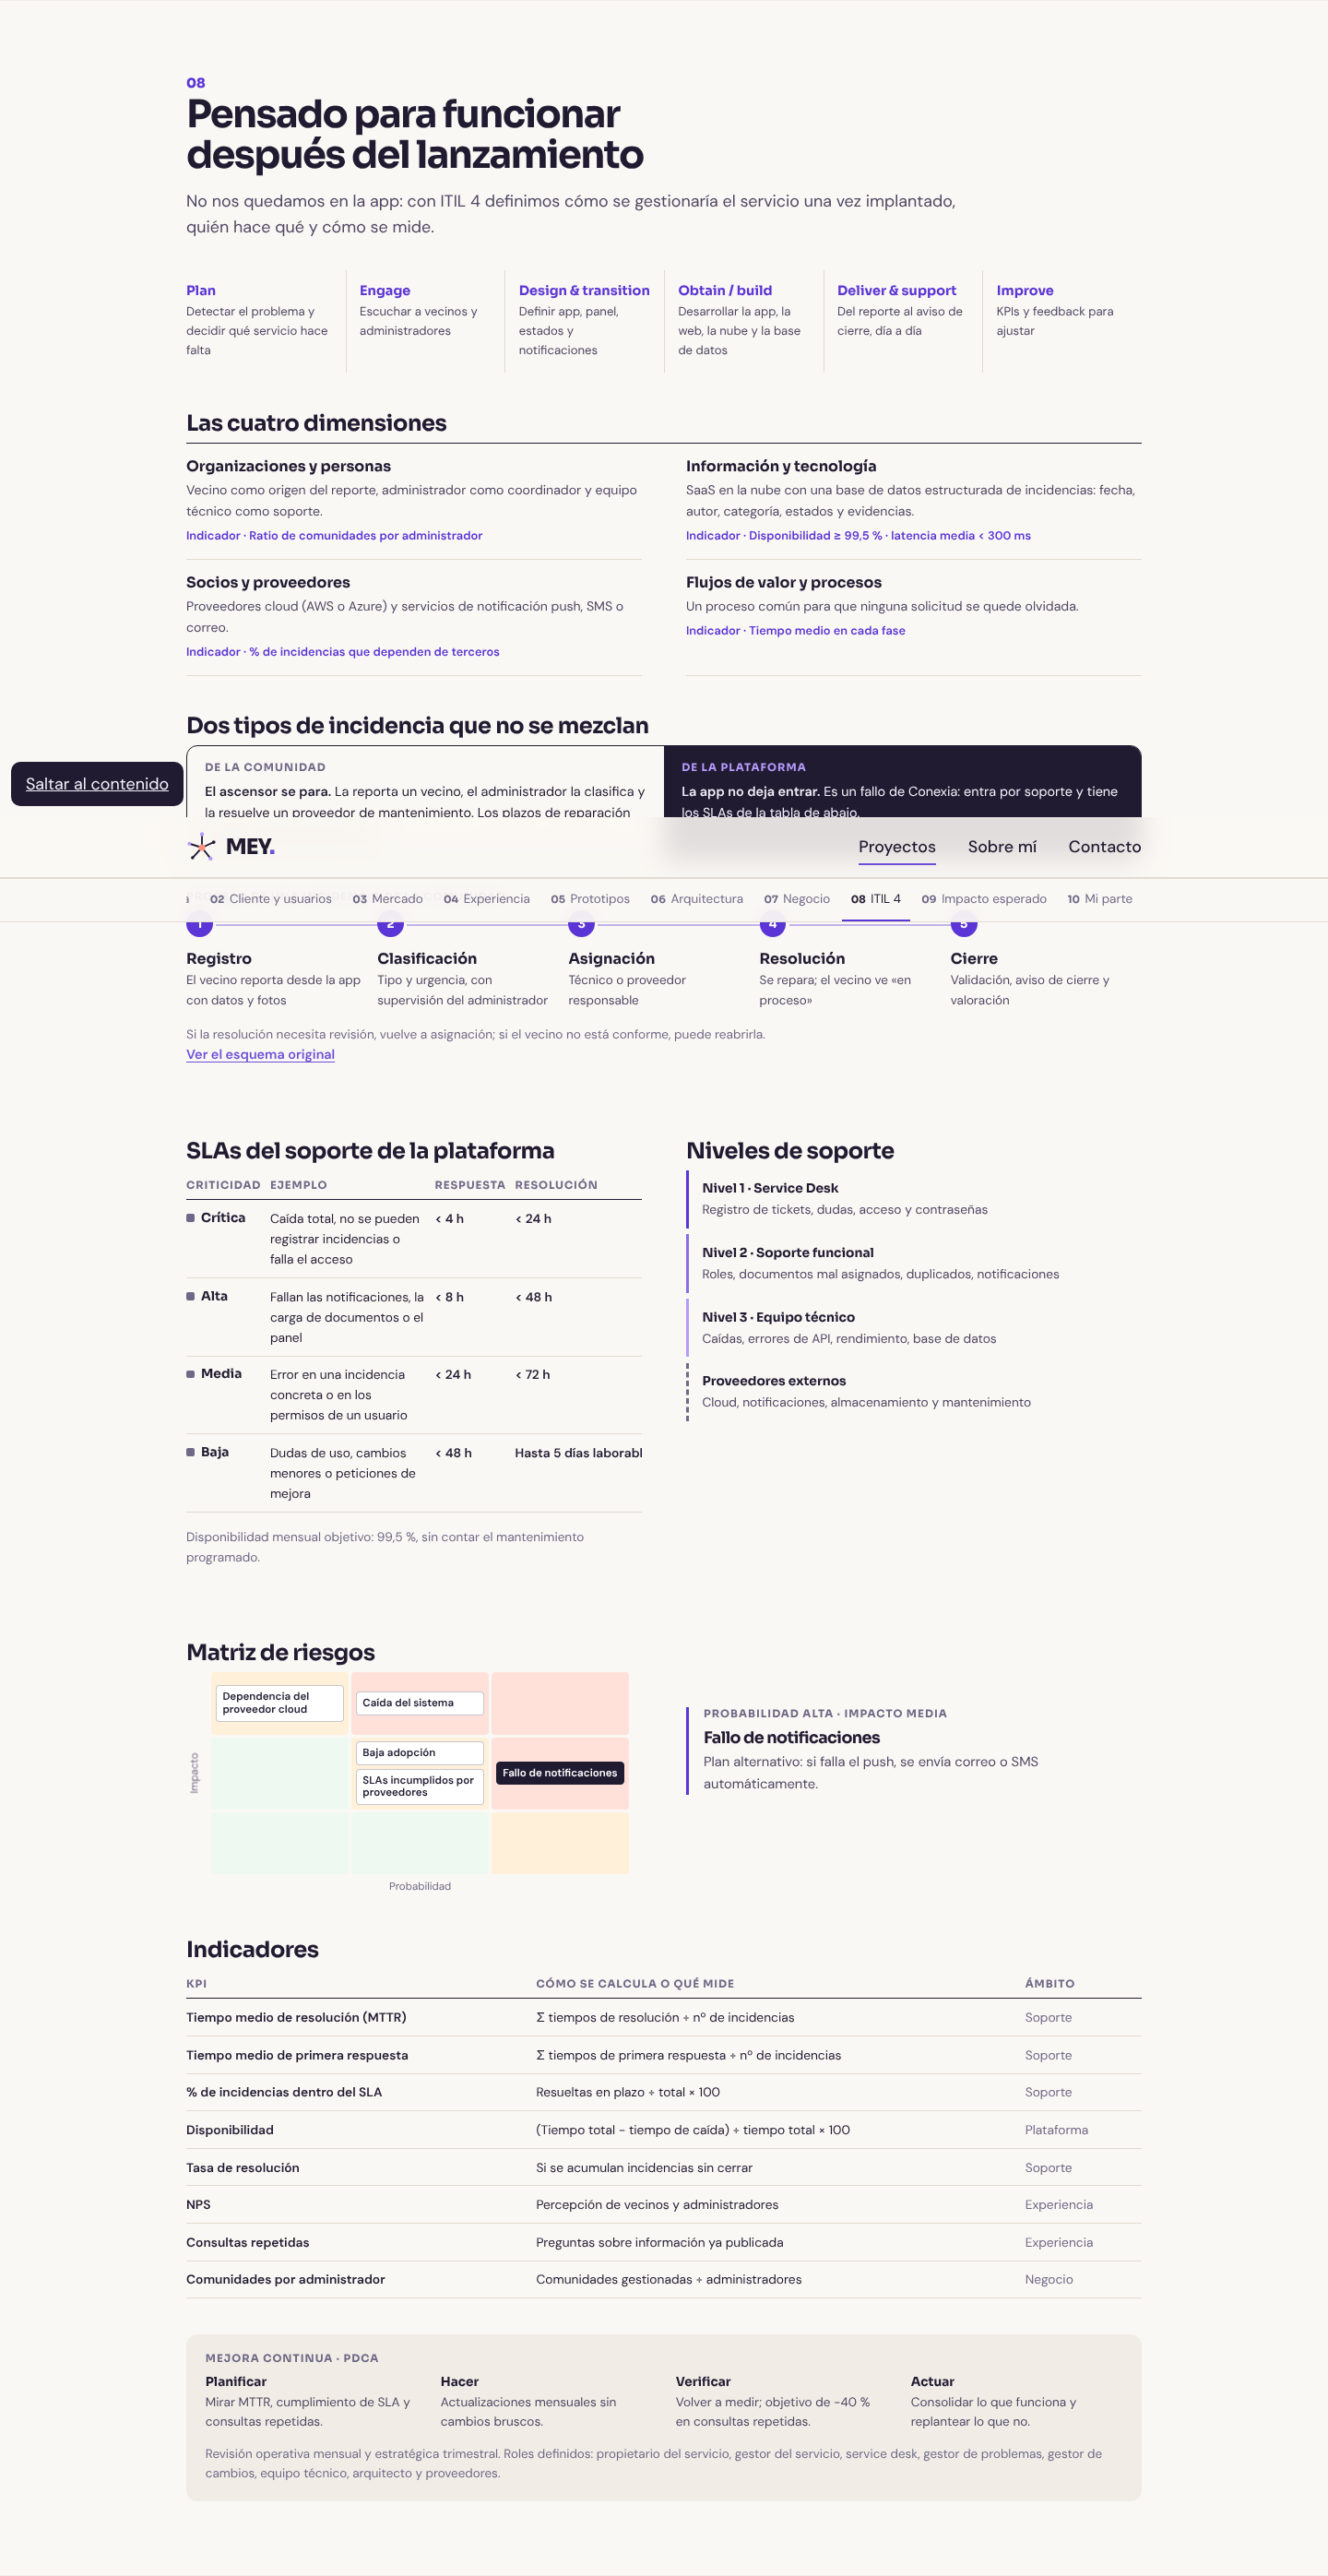 08
Pensado para funcionar
después del lanzamiento
No nos quedamos en la app: con ITIL 4 definimos cómo se gestionaría el servicio una vez implantado,
quién hace qué y cómo se mide.
Plan
Detectar el problema y
decidir qué servicio hace
falta
Engage
Escuchar a vecinos y
administradores
Design & transition
Definir app, panel,
estados y
notificaciones
Obtain / build
Desarrollar la app, la
web, la nube y la base
de datos
Deliver & support
Del reporte al aviso de
cierre, día a día
Improve
KPIs y feedback para
ajustar
Las cuatro dimensiones
Organizaciones y personas
Vecino como origen del reporte, administrador como coordinador y equipo
técnico como soporte.
Indicador · Ratio de comunidades por administrador
Información y tecnología
SaaS en la nube con una base de datos estructurada de incidencias: fecha,
autor, categoría, estados y evidencias.
Indicador · Disponibilidad ≥ 99,5 % · latencia media < 300 ms
Socios y proveedores
Proveedores cloud (AWS o Azure) y servicios de notificación push, SMS o
correo.
Indicador · % de incidencias que dependen de terceros
Flujos de valor y procesos
Un proceso común para que ninguna solicitud se quede olvidada.
Indicador · Tiempo medio en cada fase
Dos tipos de incidencia que no se mezclan
Saltar al contenido
DE LA COMUNIDAD
El ascensor se para. La reporta un vecino, el administrador la clasifica y
la resuelve un proveedor de mantenimiento. Los plazos de reparación
DE LA PLATAFORMA
La app no deja entrar. Es un fallo de Conexia: entra por soporte y tiene
los SLAs de la tabla de abajo.
MEY.
Proyectos
Sobre mí
Contacto
a
02 Cliente y usuarios
03 Mercado
04 Experiencia
05 Prototipos
06 Arquitectura
07 Negocio
08 ITIL 4
09 Impacto esperado
10 Mi parte
1
2
3
4
5
Registro
El vecino reporta desde la app
con datos y fotos
Clasificación
Tipo y urgencia, con
supervisión del administrador
Asignación
Técnico o proveedor
responsable
Resolución
Se repara; el vecino ve «en
proceso»
Cierre
Validación, aviso de cierre y
valoración
Si la resolución necesita revisión, vuelve a asignación; si el vecino no está conforme, puede reabrirla.
Ver el esquema original
SLAs del soporte de la plataforma
CRITICIDAD EJEMPLO RESPUESTA RESOLUCIÓN
Crítica
Caída total, no se pueden
registrar incidencias o
falla el acceso
< 4 h
< 24 h
Alta
Fallan las notificaciones, la
carga de documentos o el
panel
< 8 h
< 48 h
Media
Error en una incidencia
concreta o en los
permisos de un usuario
< 24 h
< 72 h
Baja
Dudas de uso, cambios
menores o peticiones de
mejora
< 48 h
Hasta 5 días laborabl
Disponibilidad mensual objetivo: 99,5 %, sin contar el mantenimiento
programado.
Niveles de soporte
Nivel 1 · Service Desk
Registro de tickets, dudas, acceso y contraseñas
Nivel 2 · Soporte funcional
Roles, documentos mal asignados, duplicados, notificaciones
Nivel 3 · Equipo técnico
Caídas, errores de API, rendimiento, base de datos
Proveedores externos
Cloud, notificaciones, almacenamiento y mantenimiento
Matriz de riesgos
Impacto
Dependencia del
proveedor cloud
Caída del sistema
Baja adopción
SLAs incumplidos por
proveedores
Fallo de notificaciones
Probabilidad
PROBABILIDAD ALTA · IMPACTO MEDIA
Fallo de notificaciones
Plan alternativo: si falla el push, se envía correo o SMS
automáticamente.
Indicadores
KPI CÓMO SE CALCULA O QUÉ MIDE ÁMBITO
Tiempo medio de resolución (MTTR) Σ tiempos de resolución ÷ nº de incidencias Soporte
Tiempo medio de primera respuesta Σ tiempos de primera respuesta ÷ nº de incidencias Soporte
% de incidencias dentro del SLA Resueltas en plazo ÷ total × 100 Soporte
Disponibilidad (Tiempo total − tiempo de caída) ÷ tiempo total × 100 Plataforma
Tasa de resolución Si se acumulan incidencias sin cerrar Soporte
NPS Percepción de vecinos y administradores Experiencia
Consultas repetidas Preguntas sobre información ya publicada Experiencia
Comunidades por administrador Comunidades gestionadas ÷ administradores Negocio
MEJORA CONTINUA · PDCA
Planificar
Mirar MTTR, cumplimiento de SLA y
consultas repetidas.
Hacer
Actualizaciones mensuales sin
cambios bruscos.
Verificar
Volver a medir; objetivo de −40 %
en consultas repetidas.
Actuar
Consolidar lo que funciona y
replantear lo que no.
Revisión operativa mensual y estratégica trimestral. Roles definidos: propietario del servicio, gestor del servicio, service desk, gestor de problemas, gestor de
cambios, equipo técnico, arquitecto y proveedores.